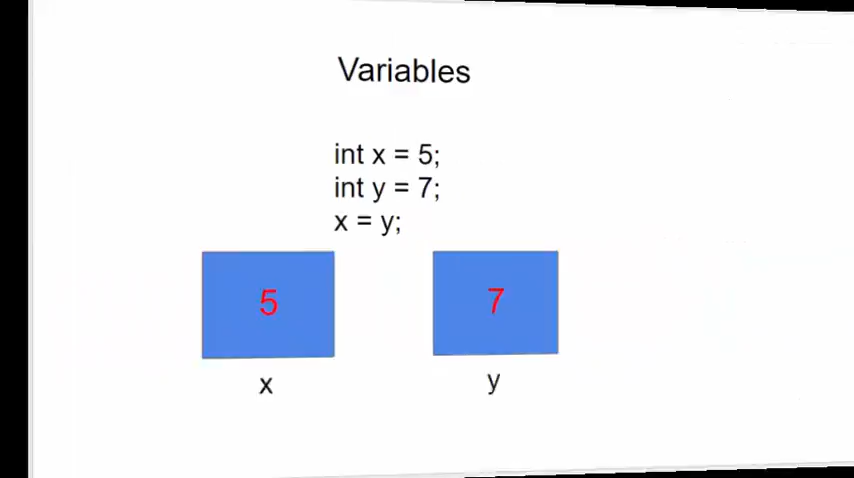 Variables
int x = 5;
int y = 7;
x = y;
5 7
x y